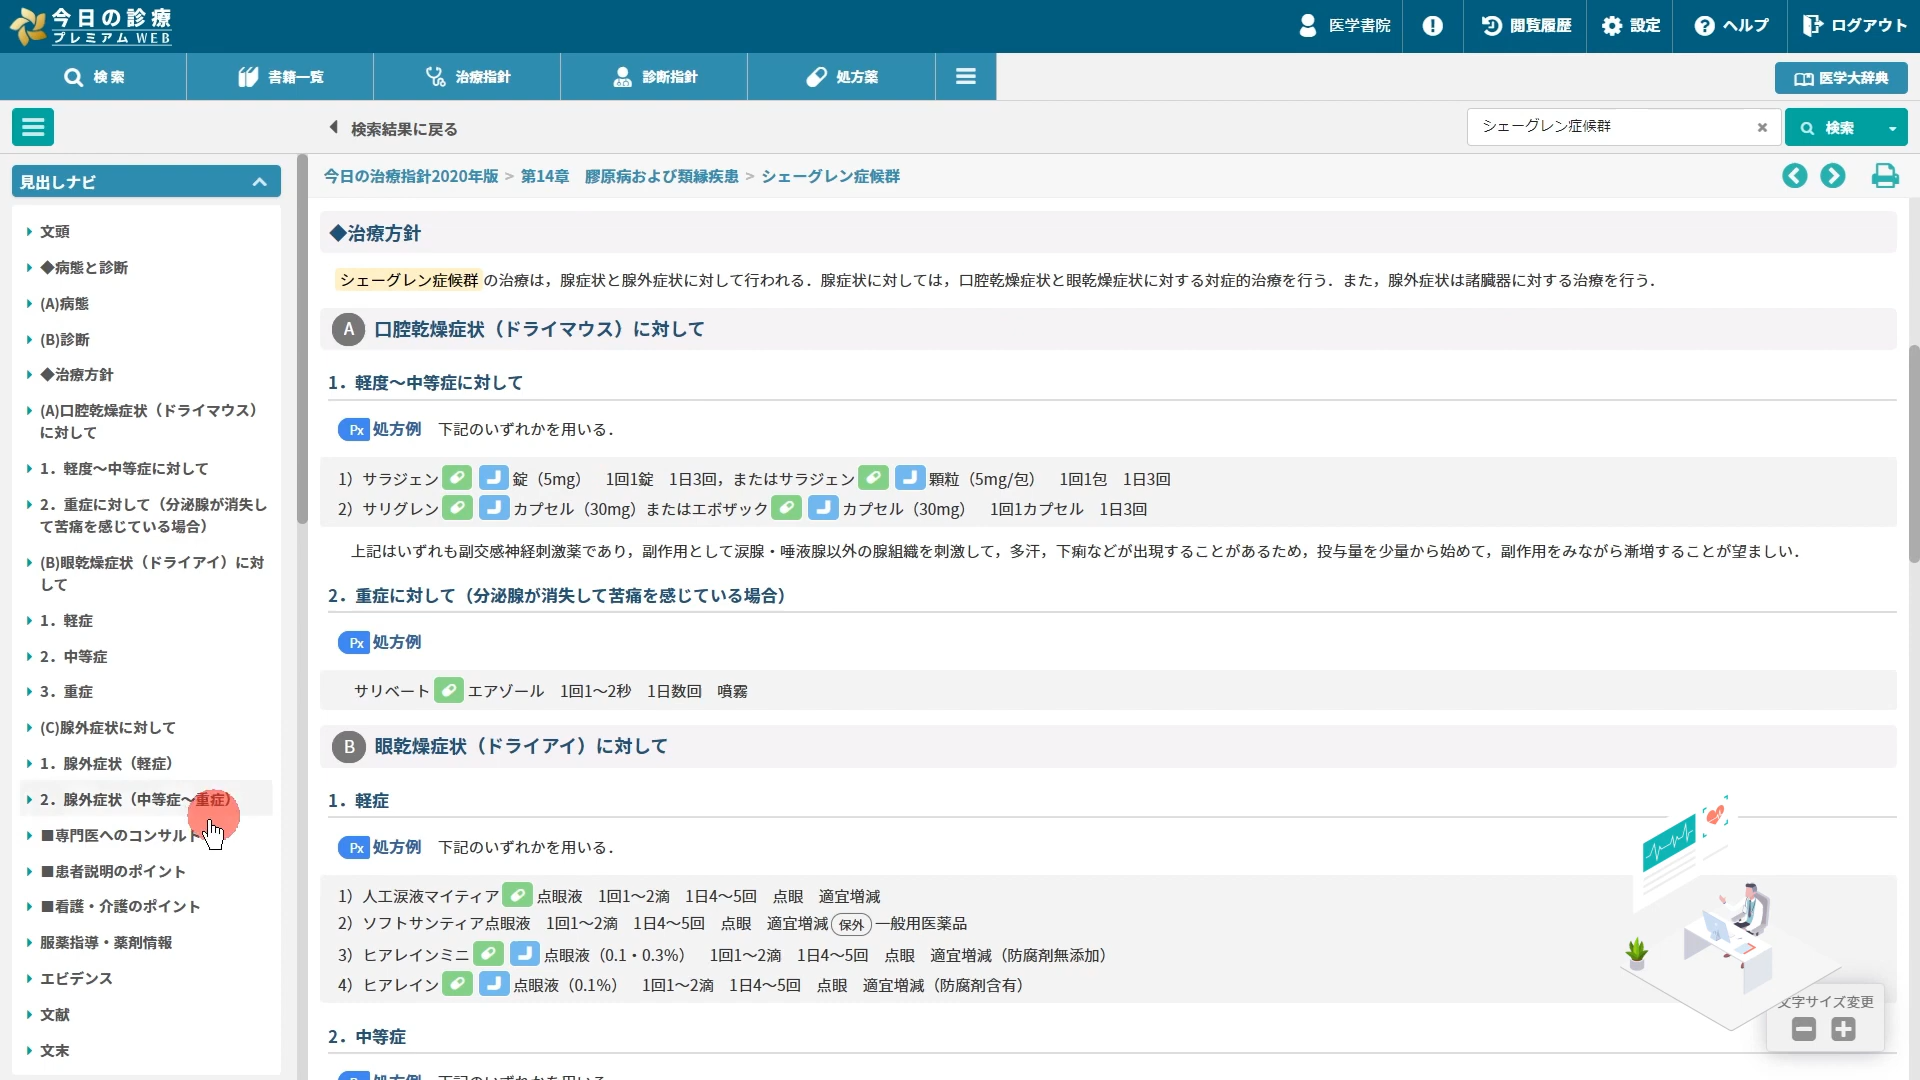 今日の診療
プレミアム WEB
医学書院
閲覧履歴
設定
ヘルプ
ログアウト
検索
書籍一覧
治療指針
診断指針
処方薬
医学大辞典
検索結果に戻る
シェーグレン症候群
検索
見出しナビ
文頭
◆病態と診断
(A)病態
(B)診断
◆治療方針
(A)口腔乾燥症状（ドライマウス）
に対して
1．軽度〜中等症に対して
2．重症に対して（分泌腺が消失し
て苦痛を感じている場合）
(B)眼乾燥症状（ドライアイ）に対
して
1．軽症
2．中等症
3．重症
(C)腺外症状に対して
1．腺外症状（軽症）
2．腺外症状（中等症〜重症）
■専門医へのコンサルト
■患者説明のポイント
■看護・介護のポイント
服薬指導・薬剤情報
エビデンス
文献
文末
今日の治療指針2020年版 > 第14章　膠原病および類縁疾患 > シェーグレン症候群
◆治療方針
シェーグレン症候群の治療は，腺症状と腺外症状に対して行われる．腺症状に対しては，口腔乾燥症状と眼乾燥症状に対する対症的治療を行う．また，腺外症状は諸臓器に対する治療を行う．
A 口腔乾燥症状（ドライマウス）に対して
1．軽度〜中等症に対して
Px 処方例　下記のいずれかを用いる．
1）サラジェン 錠（5mg）　1回1錠　1日3回，またはサラジェン 顆粒（5mg/包）　1回1包　1日3回
2）サリグレン カプセル（30mg）またはエボザック カプセル（30mg）　1回1カプセル　1日3回
上記はいずれも副交感神経刺激薬であり，副作用として涙腺・唾液腺以外の腺組織を刺激して，多汗，下痢などが出現することがあるため，投与量を少量から始めて，副作用をみながら漸増することが望ましい．
2．重症に対して（分泌腺が消失して苦痛を感じている場合）
Px 処方例
サリベート エアゾール　1回1〜2秒　1日数回　噴霧
B 眼乾燥症状（ドライアイ）に対して
1．軽症
Px 処方例　下記のいずれかを用いる．
1）人工涙液マイティア 点眼液　1回1〜2滴　1日4〜5回　点眼　適宜増減
2）ソフトサンティア点眼液　1回1〜2滴　1日4〜5回　点眼　適宜増減 保外 一般用医薬品
3）ヒアレインミニ 点眼液（0.1・0.3%）　1回1〜2滴　1日4〜5回　点眼　適宜増減（防腐剤無添加）
4）ヒアレイン 点眼液（0.1%）　1回1〜2滴　1日4〜5回　点眼　適宜増減（防腐剤含有）
2．中等症
処方例　下記のいずれかを用いる
文字サイズ変更